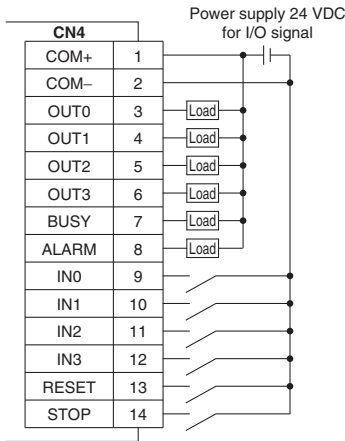 Power supply 24 VDC
for I/O signal
CN4
COM+ 1
COM− 2
OUT0 3 Load
OUT1 4 Load
OUT2 5 Load
OUT3 6 Load
BUSY 7 Load
ALARM 8 Load
IN0 9
IN1 10
IN2 11
IN3 12
RESET 13
STOP 14